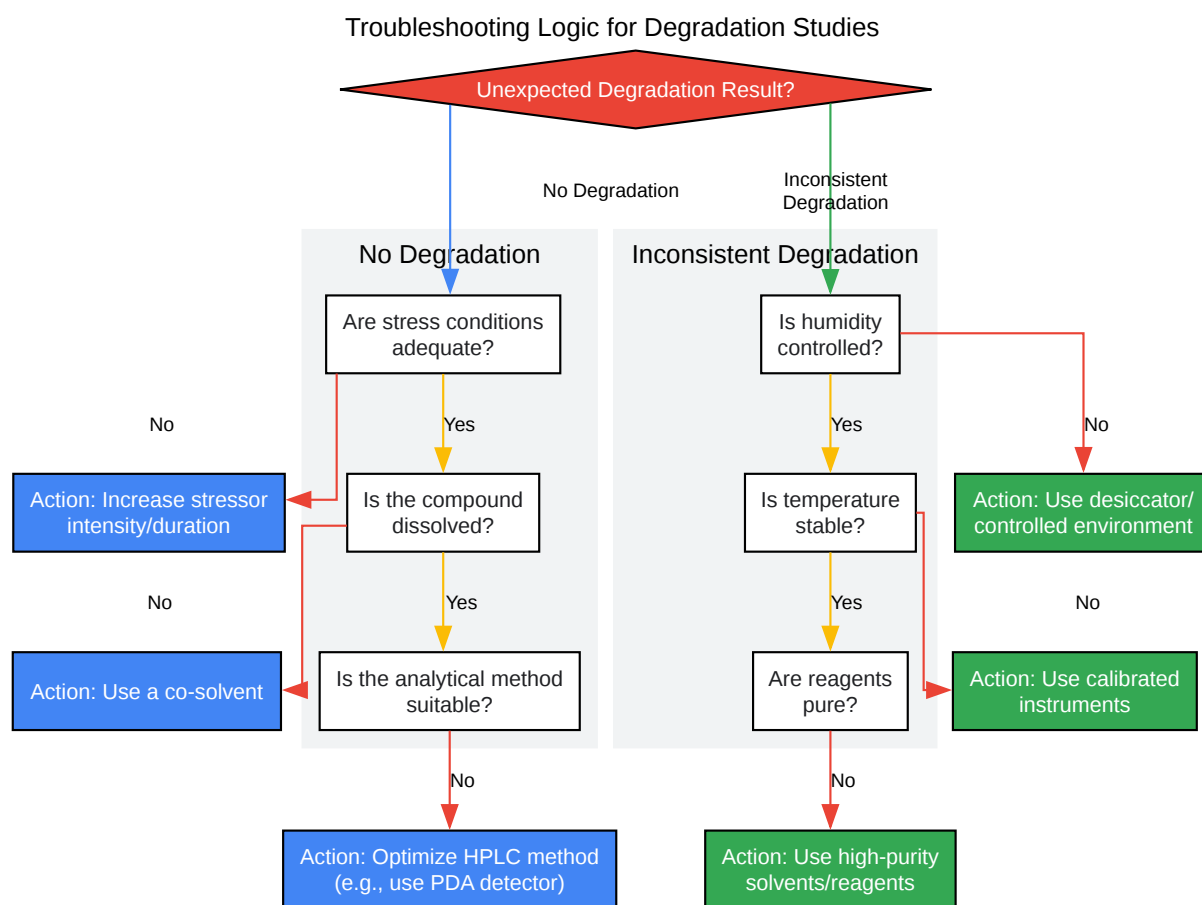 Troubleshooting Logic for Degradation Studies
Unexpected Degradation Result?
No Degradation
Inconsistent
Degradation
No Degradation
Inconsistent Degradation
Are stress conditions
adequate?
Is humidity
controlled?
No
Yes
Yes
No
Action: Increase stressor
intensity/duration
Is the compound
dissolved?
Is temperature
stable?
Action: Use desiccator/
controlled environment
No
Yes
Yes
No
Action: Use a co-solvent
Is the analytical method
suitable?
Are reagents
pure?
Action: Use calibrated
instruments
No
No
Action: Optimize HPLC method
(e.g., use PDA detector)
Action: Use high-purity
solvents/reagents